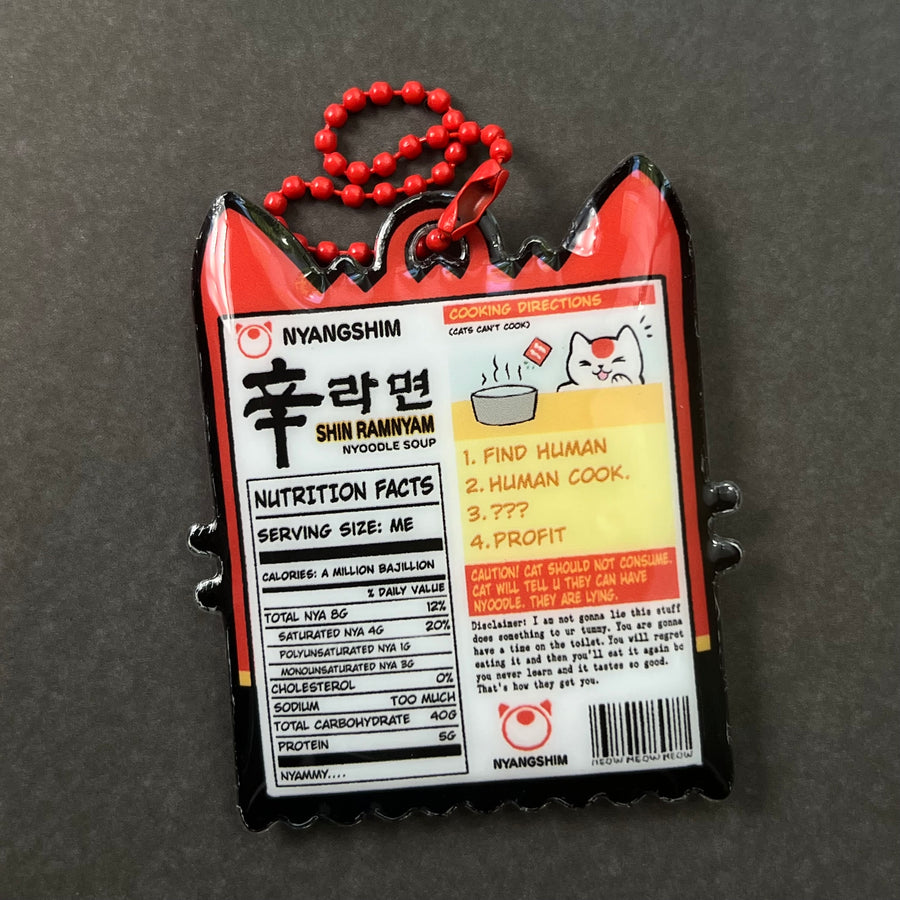 NYANGSHIM
辛라면
SHIN RAMNYAM
NYOODLE SOUP
NUTRITION FACTS
SERVING SIZE: ME
CALORIES: A MILLION BAJILLION
% DAILY VALUE
TOTAL NYA 8G 12%
SATURATED NYA 4G 20%
POLYUNSATURATED NYA 1G
MONOUNSATURATED NYA 3G
CHOLESTEROL 0%
SODIUM TOO MUCH
TOTAL CARBOHYDRATE 40G
PROTEIN 5G
NYAMMY....
COOKING DIRECTIONS
(CATS CAN'T COOK)
1. FIND HUMAN
2. HUMAN COOK.
3. ???
4. PROFIT
CAUTION! CAT SHOULD NOT CONSUME.
CAT WILL TELL U THEY CAN HAVE
NYOODLE. THEY ARE LYING.
Disclaimer: I am not gonna lie this stuff
does something to ur tummy. You are gonna
have a time on the toilet. You will regret
eating it and then you'll eat it again bc
you never learn and it tastes so good.
That's how they get you.
NYANGSHIM
MEOW MEOW MEOW